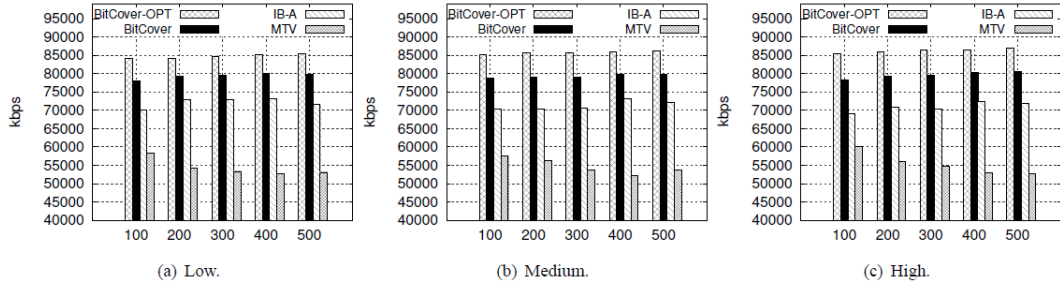 95000 BitCover-OPT IB-A
90000 BitCover MTV
85000
80000
75000
70000
65000
60000
55000
50000
45000
40000
kbps
100 200 300 400 500
(a) Low.
95000 BitCover-OPT IB-A
90000 BitCover MTV
85000
80000
75000
70000
65000
60000
55000
50000
45000
40000
kbps
100 200 300 400 500
(b) Medium.
95000 BitCover-OPT IB-A
90000 BitCover MTV
85000
80000
75000
70000
65000
60000
55000
50000
45000
40000
kbps
100 200 300 400 500
(c) High.